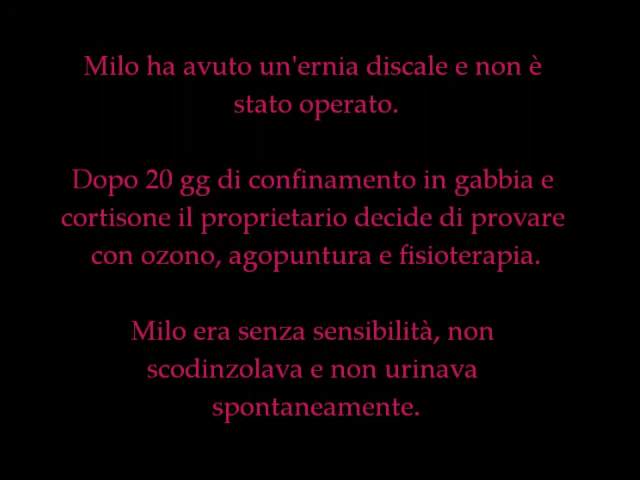 Milo ha avuto un'ernia discale e non è
stato operato.
Dopo 20 gg di confinamento in gabbia e
cortisone il proprietario decide di provare
con ozono, agopuntura e fisioterapia.
Milo era senza sensibilità, non
scodinzolava e non urinava
spontaneamente.